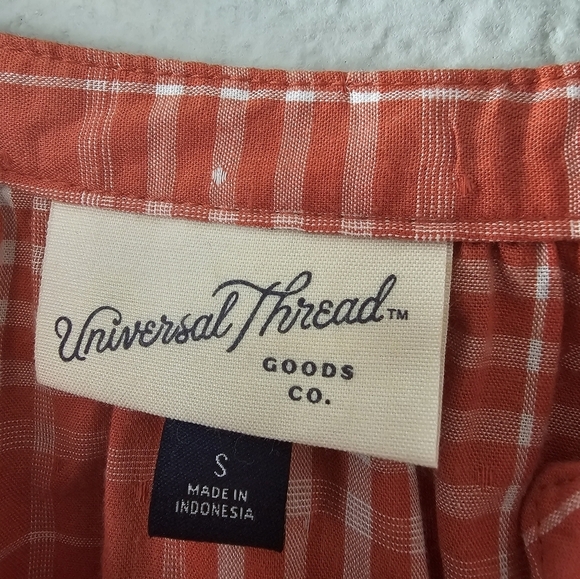 Universal Thread™
GOODS
CO.
S
MADE IN
INDONESIA